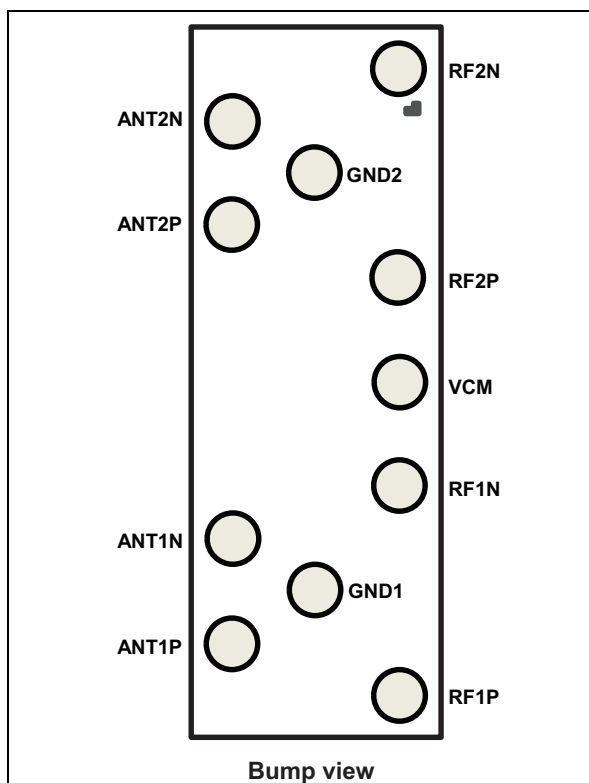 RF2N
ANT2N
GND2
ANT2P
RF2P
VCM
RF1N
ANT1N
GND1
ANT1P
RF1P
Bump view